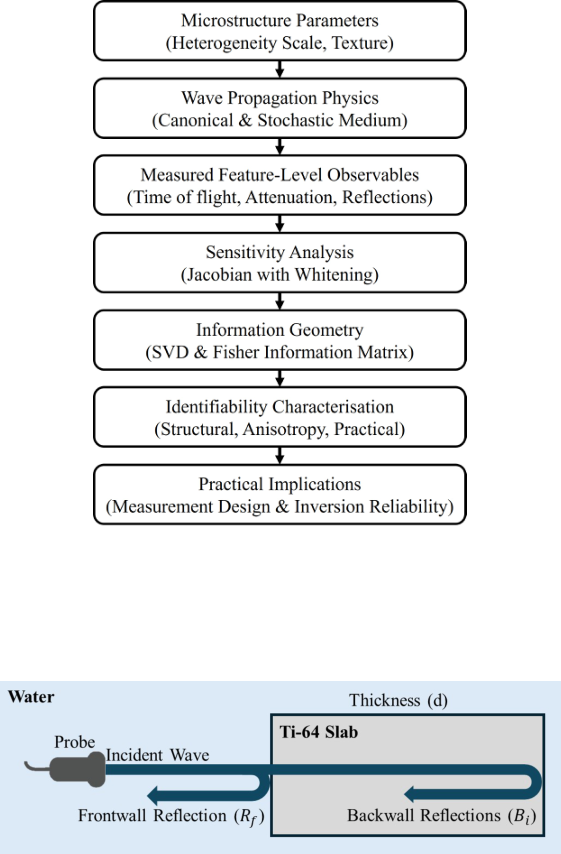 Microstructure Parameters
(Heterogeneity Scale, Texture)
Wave Propagation Physics
(Canonical & Stochastic Medium)
Measured Feature-Level Observables
(Time of flight, Attenuation, Reflections)
Sensitivity Analysis
(Jacobian with Whitening)
Information Geometry
(SVD & Fisher Information Matrix)
Identifiability Characterisation
(Structural, Anisotropy, Practical)
Practical Implications
(Measurement Design & Inversion Reliability)
Water
Thickness (d)
Ti-64 Slab
Probe
Incident Wave
Frontwall Reflection (R_f)
Backwall Reflections (B_i)